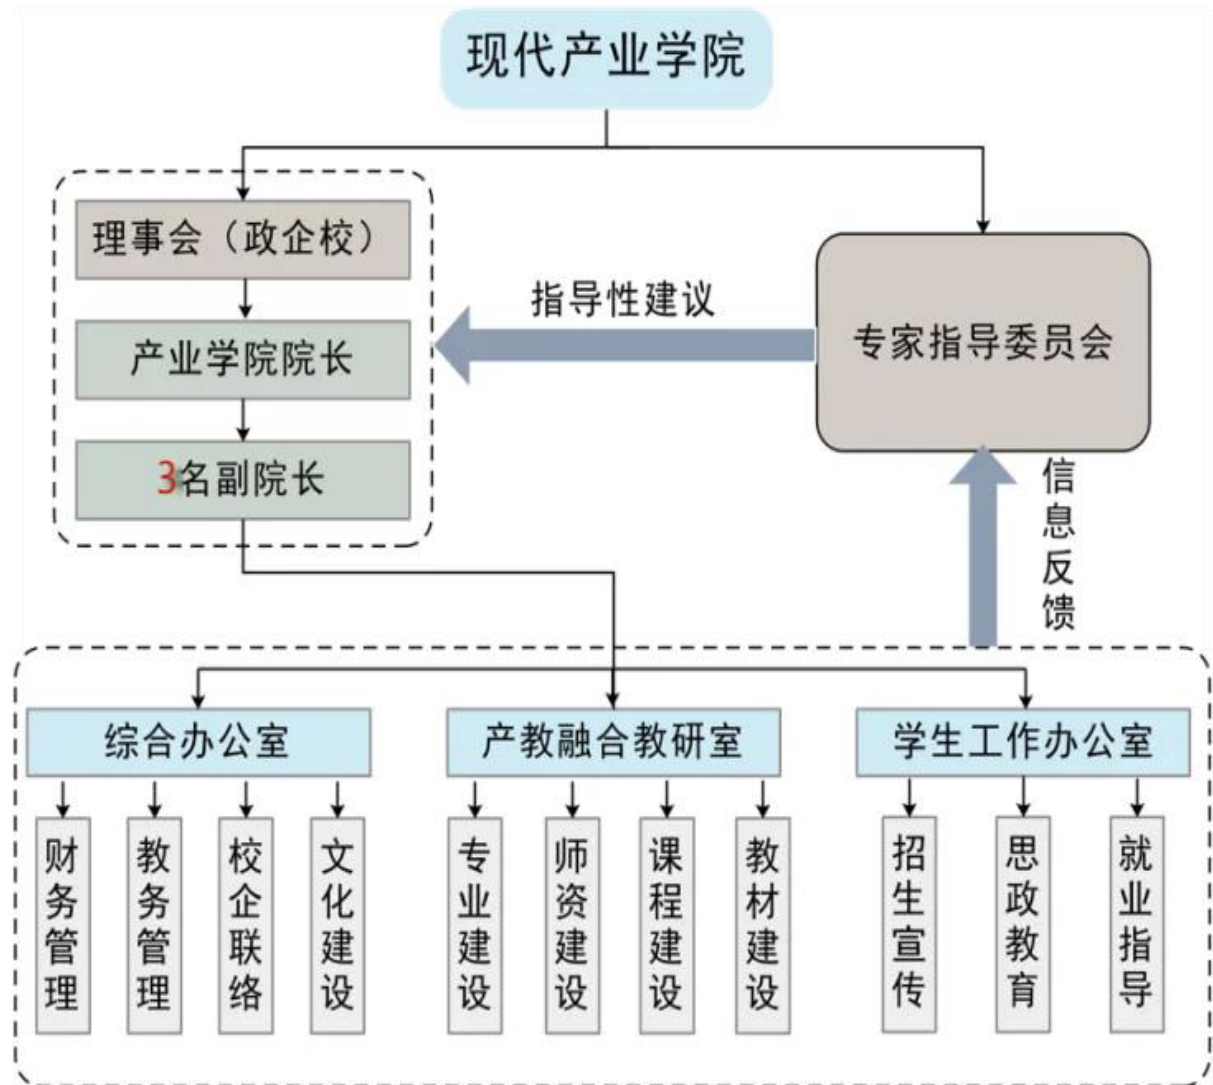 现代产业学院
理事会（政企校）
产业学院院长
3名副院长
指导性建议
专家指导委员会
信息反馈
综合办公室
产教融合教研室
学生工作办公室
财务管理
教务管理
校企联络
文化建设
专业建设
师资建设
课程建设
教材建设
招生宣传
思政教育
就业指导